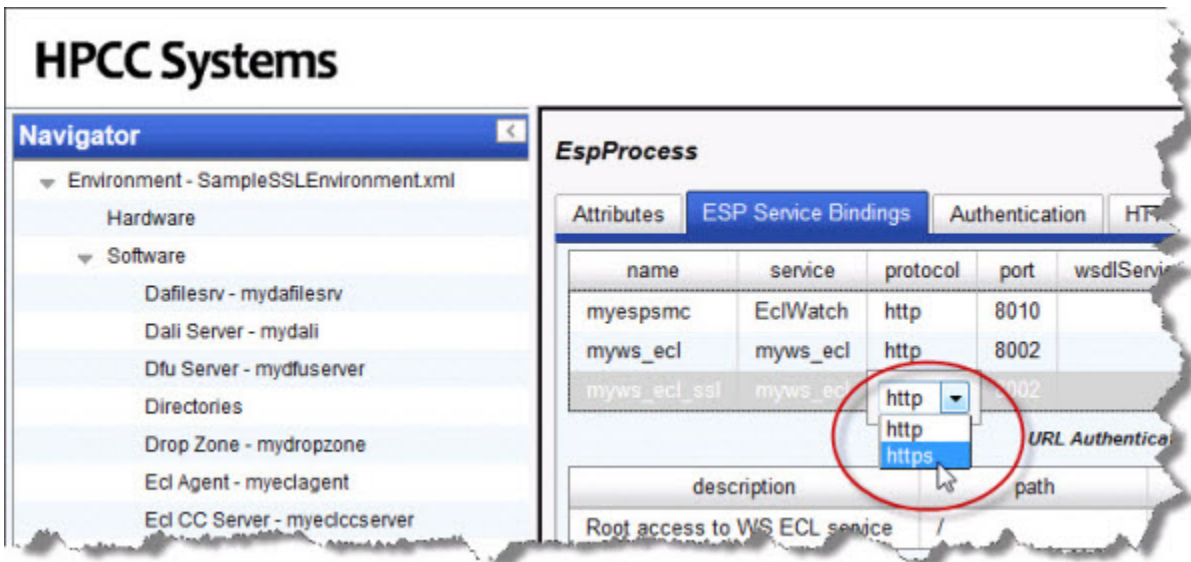 HPCC Systems
Navigator
Environment - SampleSSLEnvironment.xml
Hardware
Software
Dafilesrv - mydafilesrv
Dali Server - mydali
Dfu Server - mydfuserver
Directories
Drop Zone - mydropzone
Ecl Agent - myeclagent
Ecl CC Server - myeclccserver
EspProcess
Attributes ESP Service Bindings Authentication
name service protocol port
myespsmc EclWatch http 8010
myws_ecl myws_ecl http 8002
myws_ecl_ssl http
http
https
URL
description path
Root access to WS ECL service /